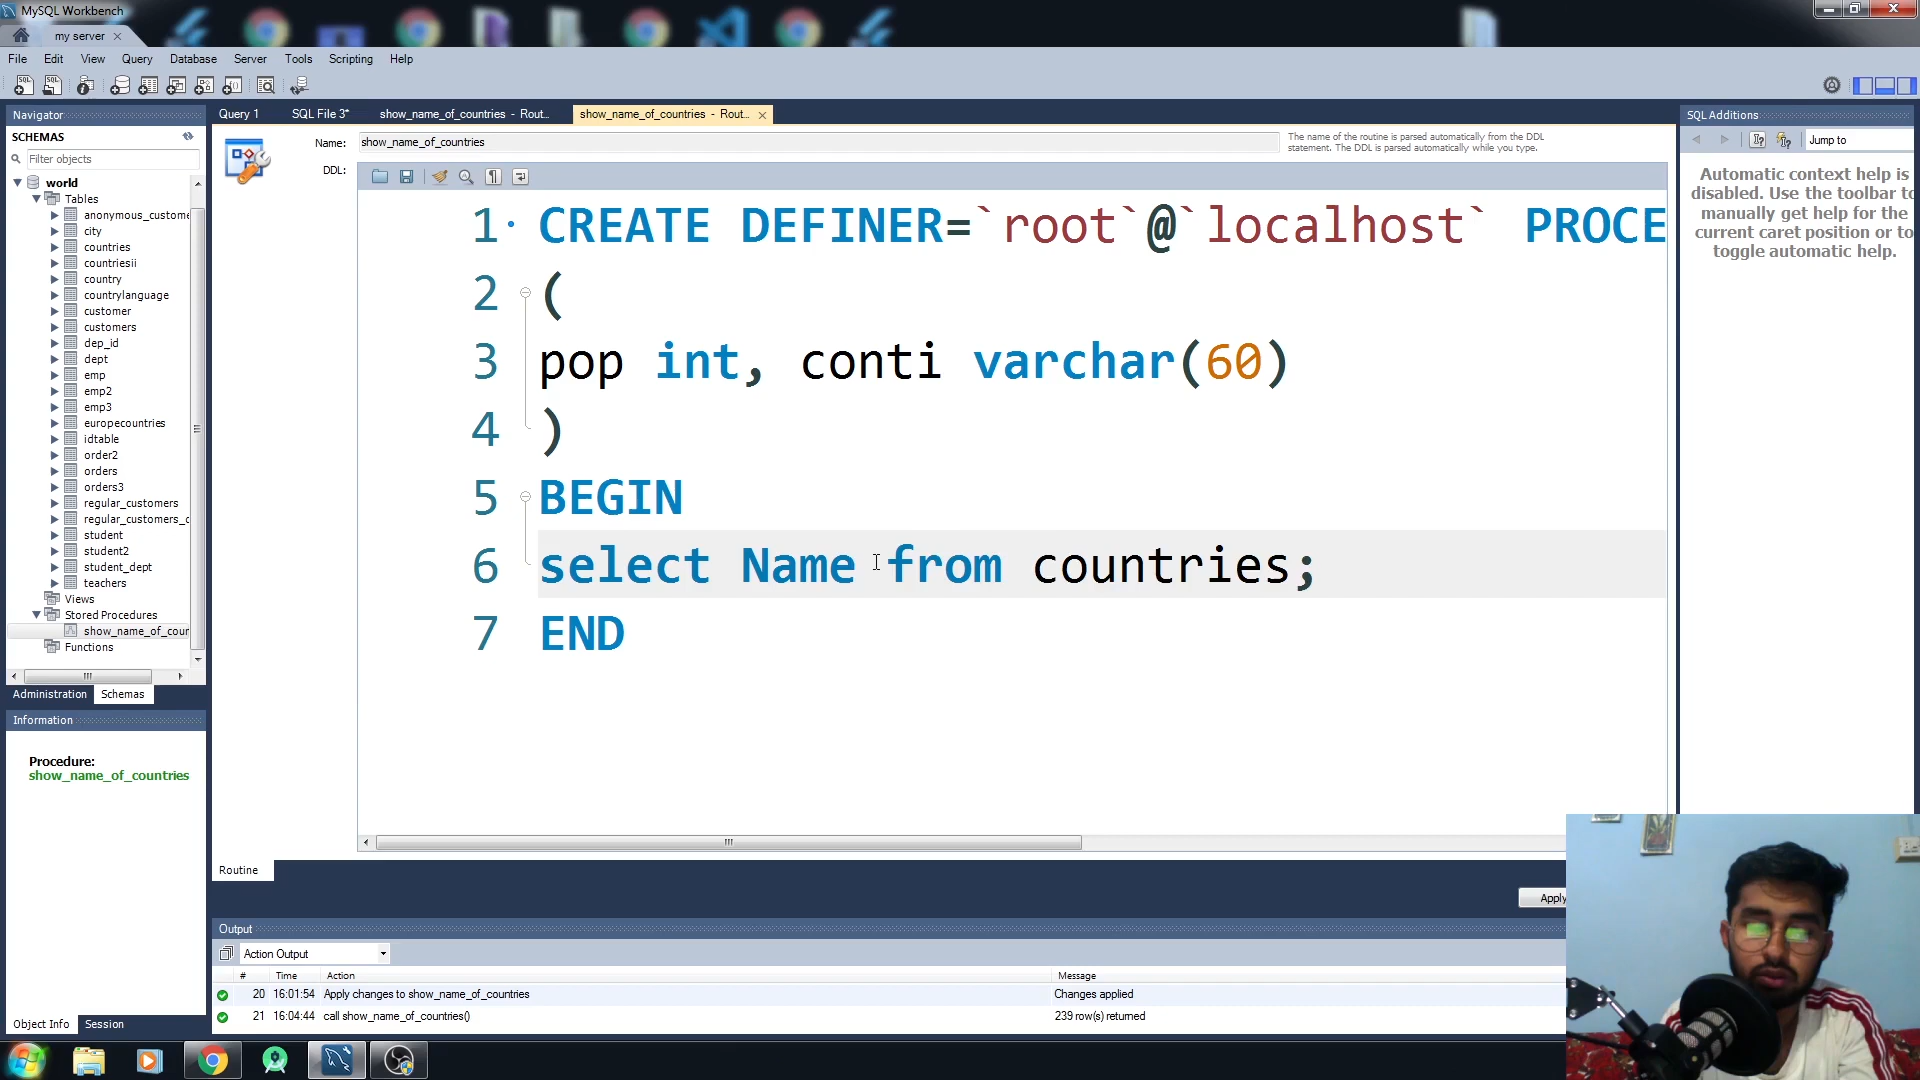 MySQL Workbench
my server
File Edit View Query Database Server Tools Scripting Help
Navigator
SCHEMAS
Filter objects
world
Tables
anonymous_custome
city
countries
countriesii
country
countrylanguage
customer
customers
dep_id
dept
emp
emp2
emp3
europecountries
idtable
order2
orders
orders3
regular_customers
regular_customers_c
student
student2
student_dept
teachers
Views
Stored Procedures
show_name_of_cour
Functions
Administration Schemas
Information
Procedure:
show_name_of_countries
Object Info Session
Query 1 SQL File 3* show_name_of_countries - Rout... show_name_of_countries - Rout...
Name: show_name_of_countries
The name of the routine is parsed automatically from the DDL
statement. The DDL is parsed automatically while you type.
DDL:
1 CREATE DEFINER=`root`@`localhost` PROCE
2 (
3 pop int, conti varchar(60)
4 )
5 BEGIN
6 select Name from countries;
7 END
Routine
Apply
Output
Action Output
# Time Action Message
20 16:01:54 Apply changes to show_name_of_countries Changes applied
21 16:04:44 call show_name_of_countries() 239 row(s) returned
SQL Additions
Jump to
Automatic context help is
disabled. Use the toolbar to
manually get help for the
current caret position or to
toggle automatic help.